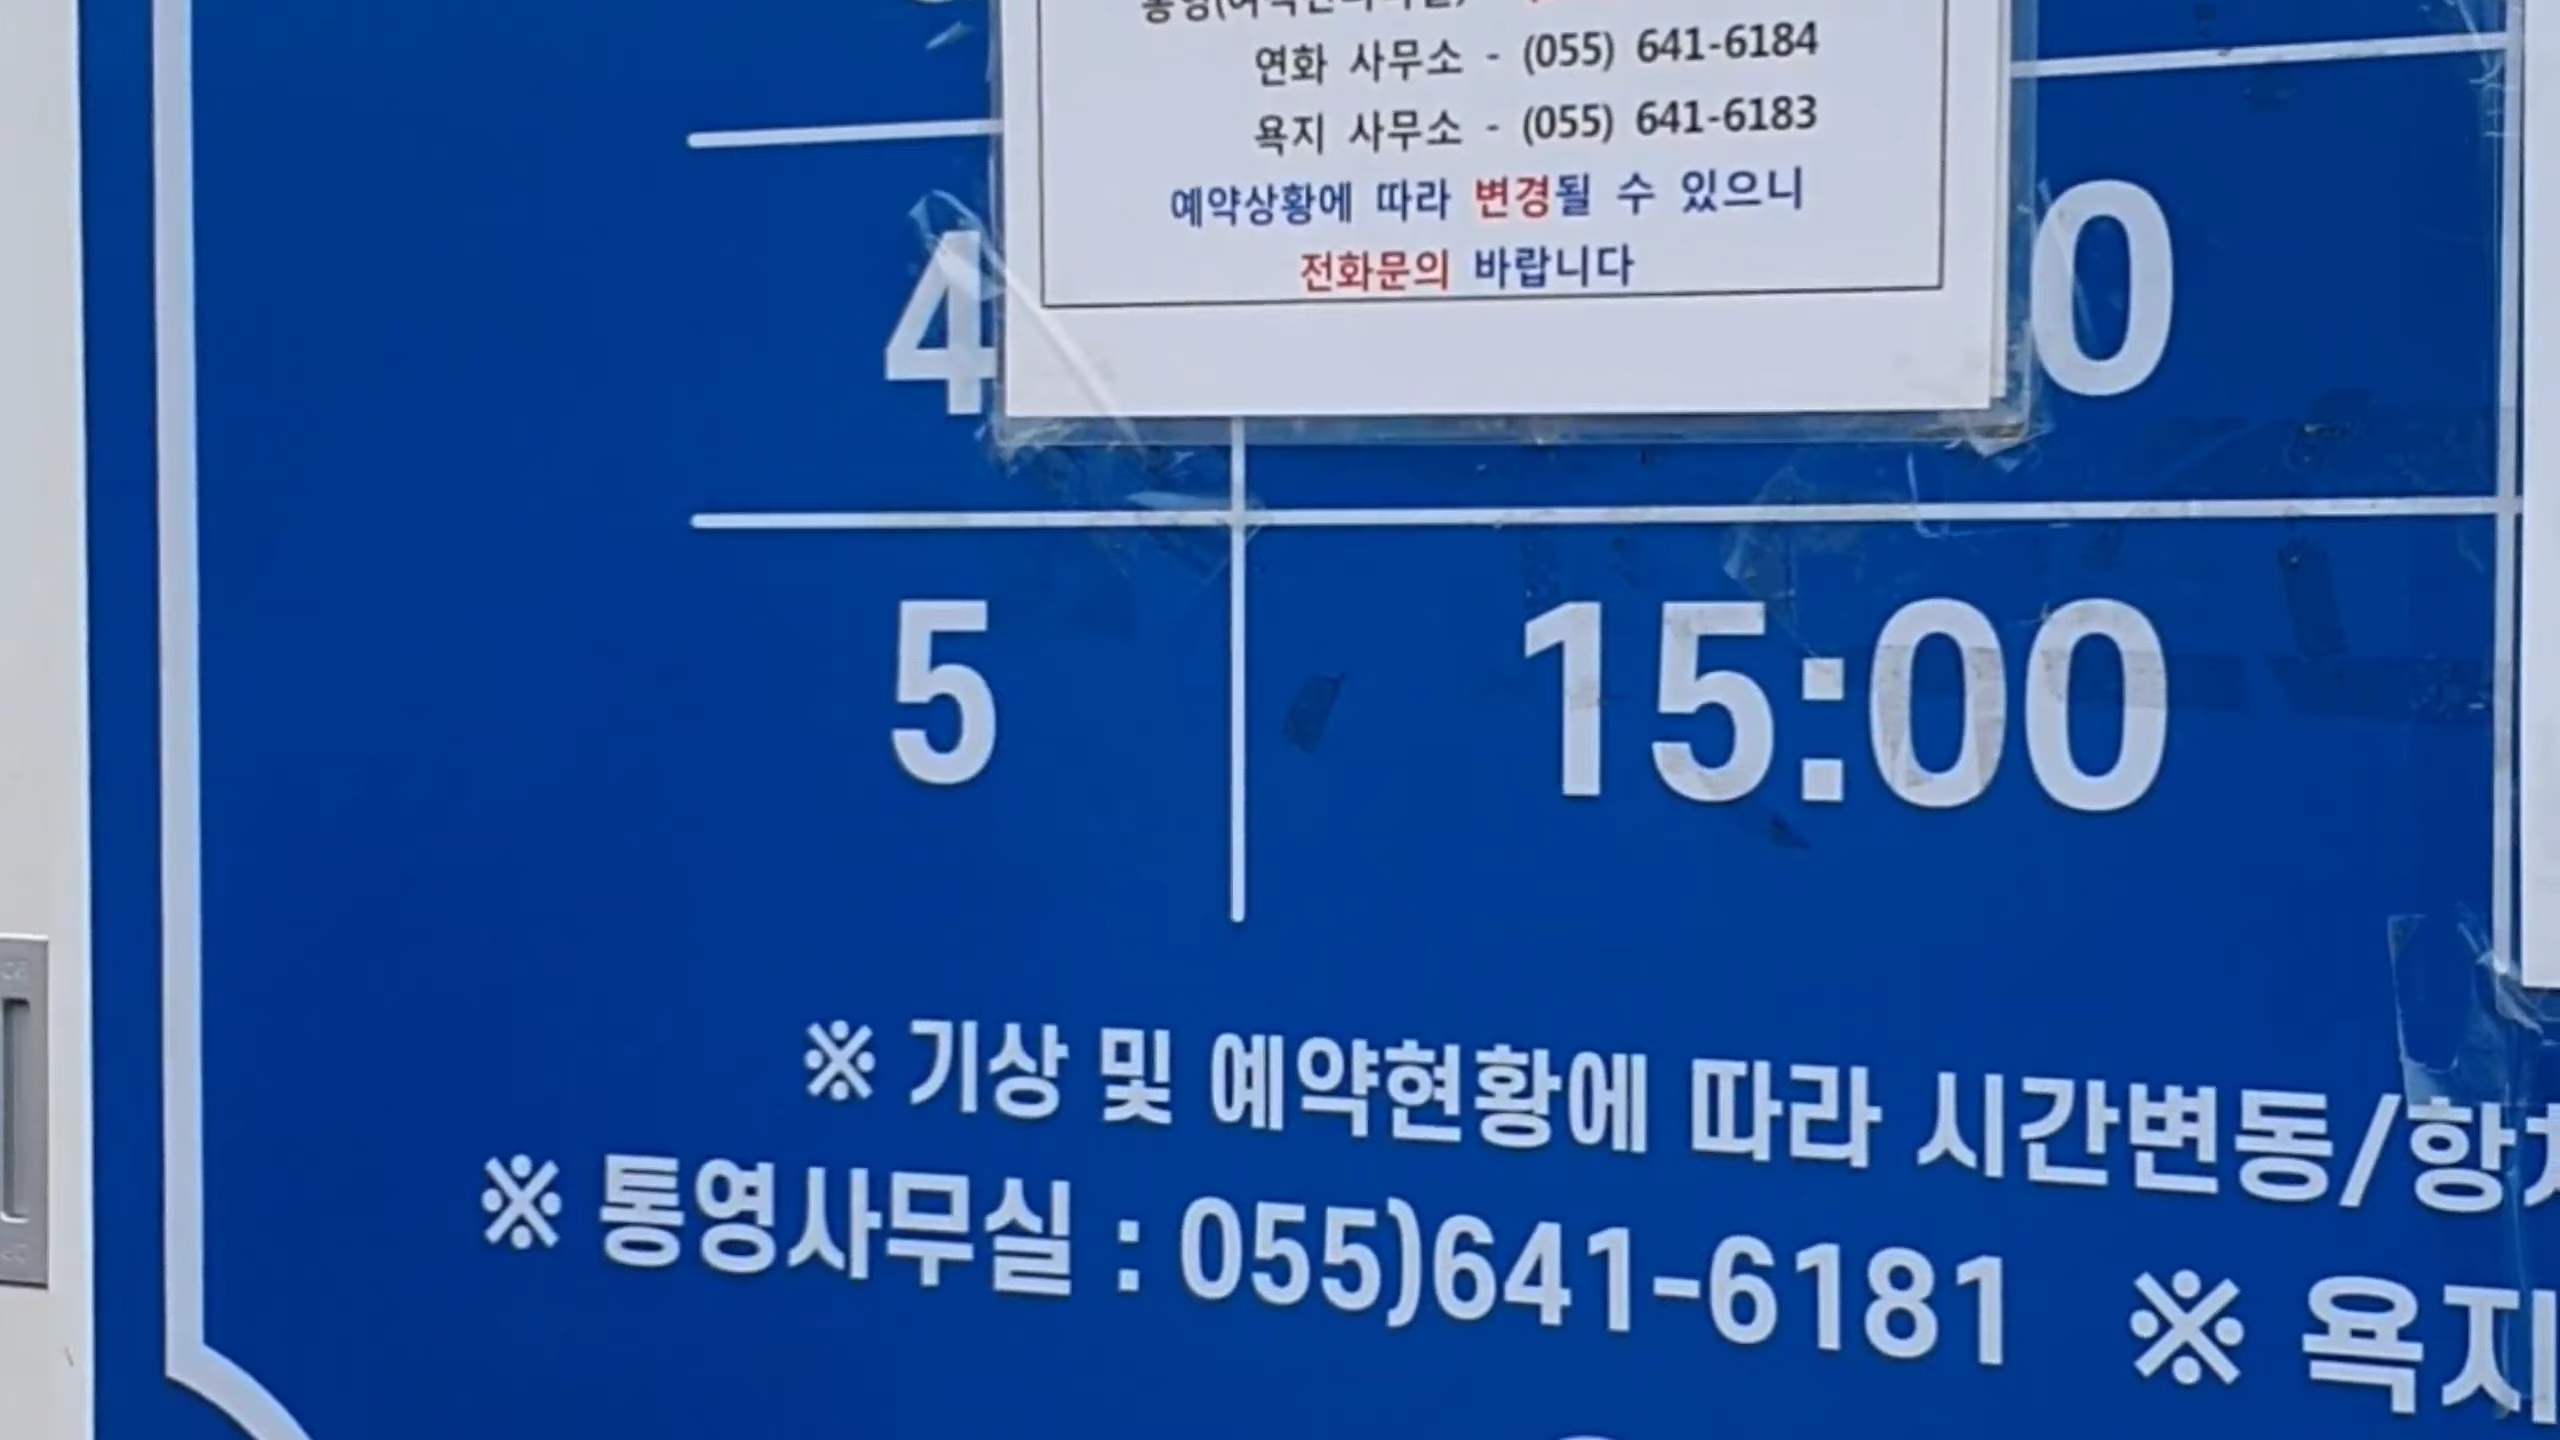 연화 사무소 - (055) 641-6184
욕지 사무소 - (055) 641-6183
예약상황에 따라 변경될 수 있으니
전화문의 바랍니다
4
5 15:00
※ 기상 및 예약현황에 따라 시간변동/항
※ 통영사무실 : 055)641-6181 ※ 욕지